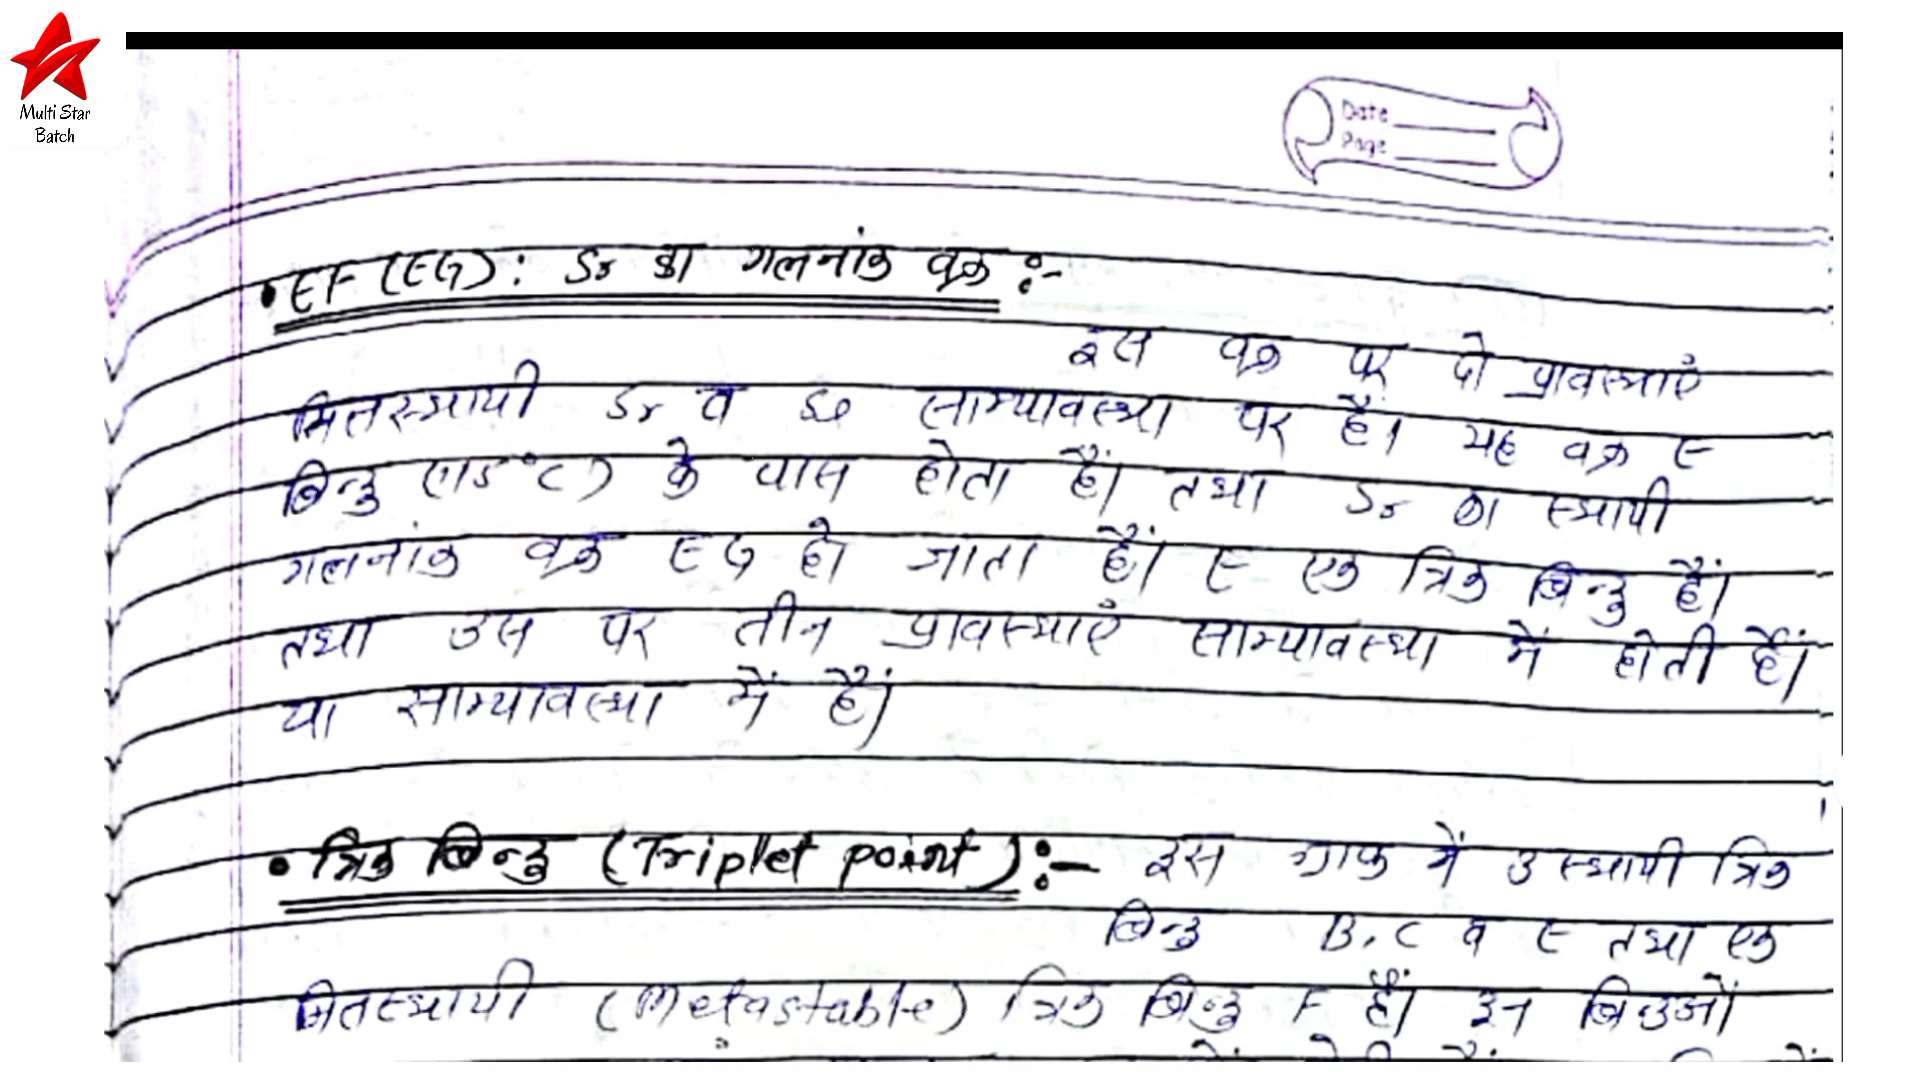 Multi Star
Batch
Date
Page
• EF (EG): Sr का गलनांक वक्र :-
इस वक्र पर दो प्रावस्थाएँ
मितस्थायी Sr व Sl साम्यावस्था पर हैं। यह वक्र E
बिन्दु °C) के पास होता हैं। तथा Sr का स्थायी
गलनांक वक्र EG हो जाता हैं। E एक त्रिक बिन्दु हैं।
तथा उस पर तीन प्रावस्थाएँ साम्यावस्था में होती हैं।
या साम्यावस्था में हैं।
• त्रिक बिन्दु (Triplet point) :- इस ग्राफ में 3 स्थायी त्रिक
बिन्दु B, C व E तथा एक
मितस्थायी (Metastable) त्रिक बिन्दु F हैं। इन बिन्दुओं